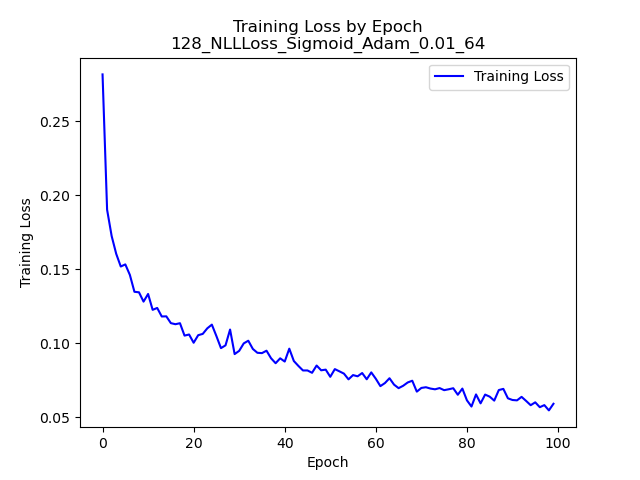 Training Loss by Epoch
128_NLLLoss_Sigmoid_Adam_0.01_64
Training Loss
0.25
0.20
0.15
0.10
0.05
Training Loss
0 20 40 60 80 100
Epoch